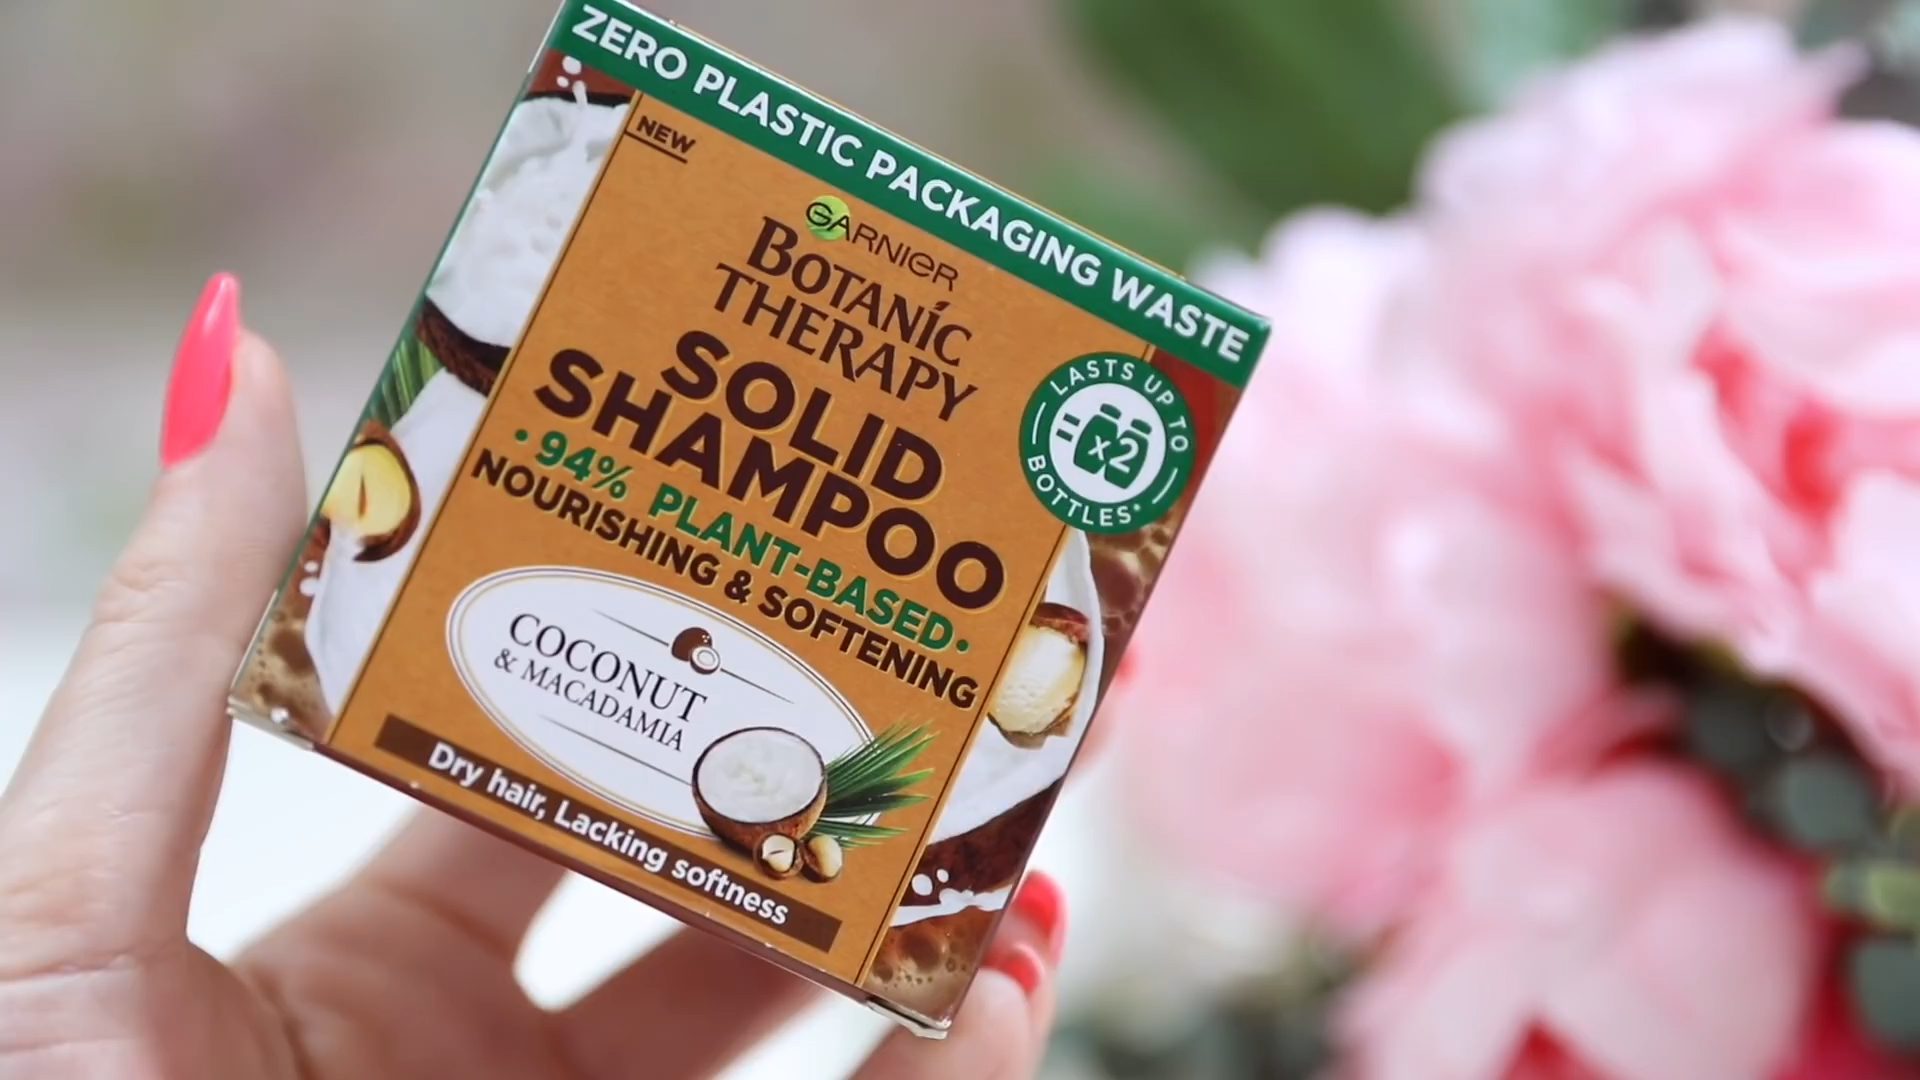 ZERO PLASTIC PACKAGING WASTE
NEW
GARNIER
BOTANIC
THERAPY
SOLID
SHAMPOO
• 94% PLANT-BASED •
NOURISHING & SOFTENING
LASTS UP TO
= x2
BOTTLES*
COCONUT
& MACADAMIA
Dry hair, Lacking softness